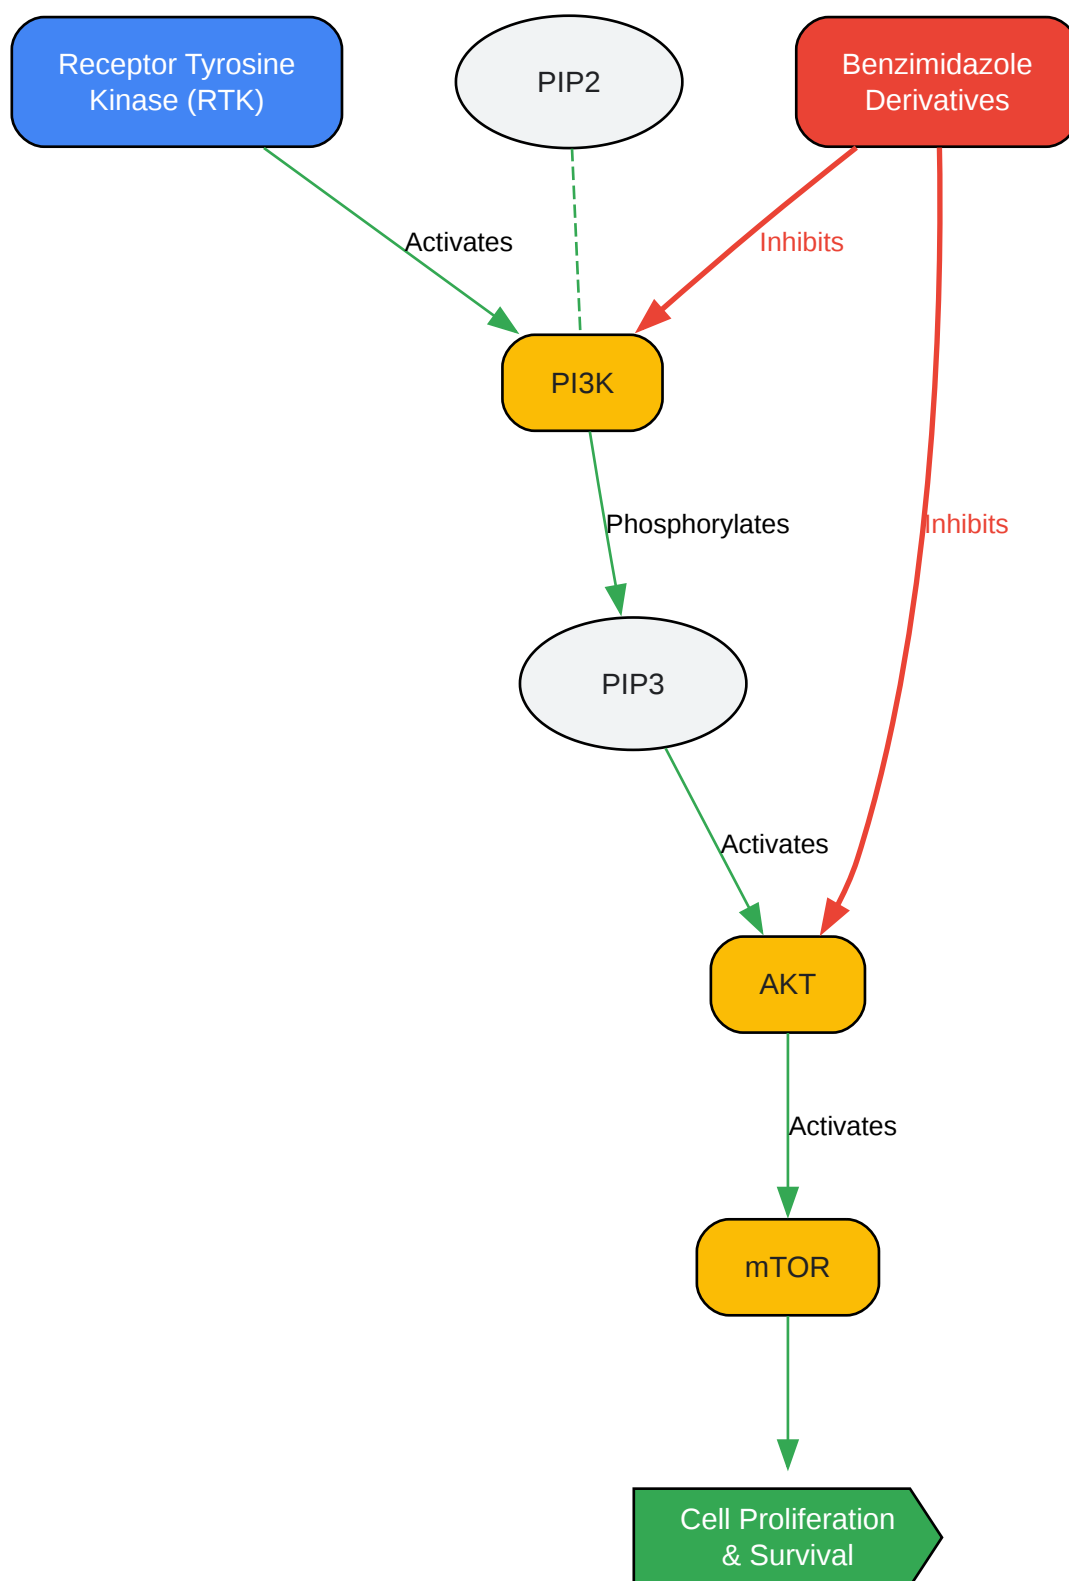 Receptor Tyrosine
Kinase (RTK)
PIP2
Benzimidazole
Derivatives
Activates
Inhibits
PI3K
Phosphorylates
Inhibits
PIP3
Activates
AKT
Activates
mTOR
Cell Proliferation
& Survival